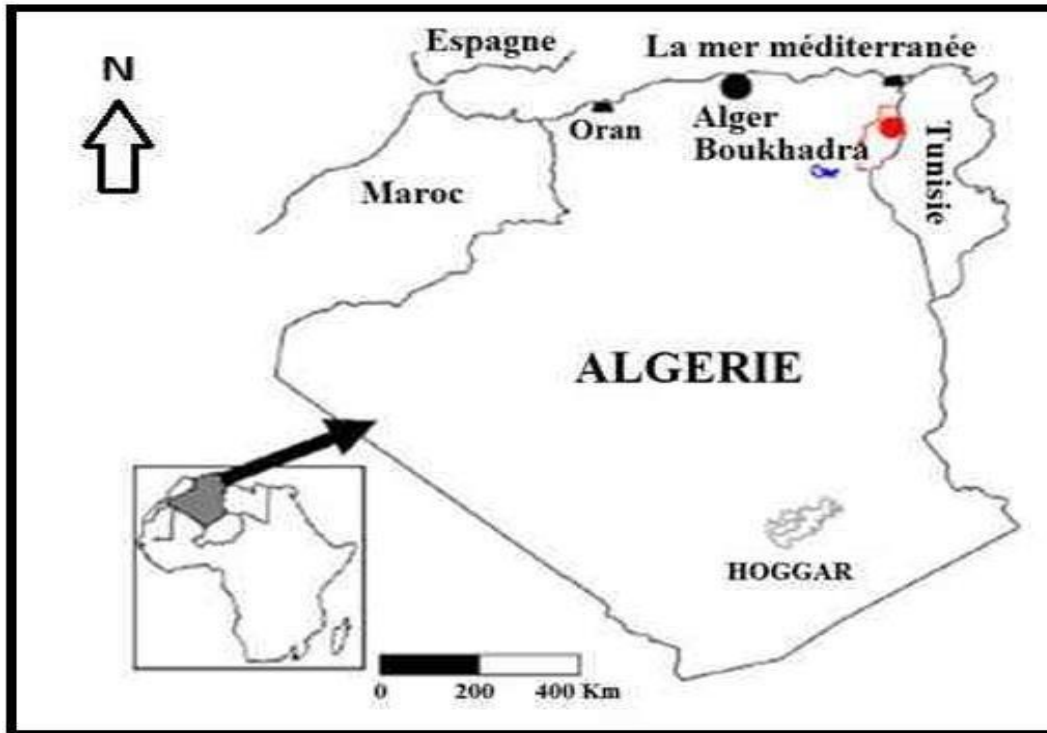 N
Espagne
La mer méditerranée
Oran
Alger
Boukhadra
Tunisie
Maroc
ALGERIE
HOGGAR
0 200 400 Km